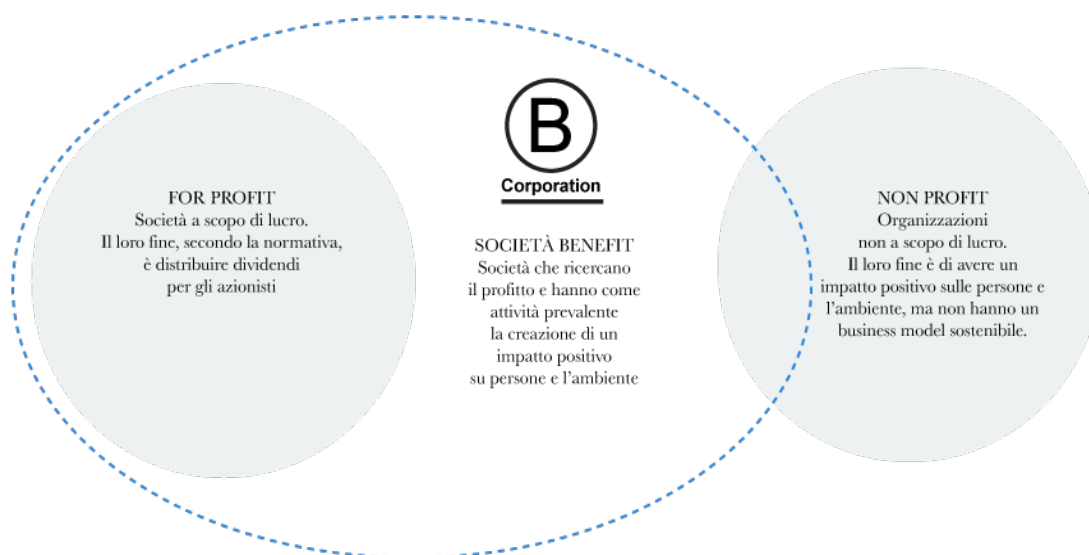 FOR PROFIT
Società a scopo di lucro.
Il loro fine, secondo la normativa,
è distribuire dividendi
per gli azionisti
B
Corporation
SOCIETÀ BENEFIT
Società che ricercano
il profitto e hanno come
attività prevalente
la creazione di un
impatto positivo
su persone e l’ambiente
NON PROFIT
Organizzazioni
non a scopo di lucro.
Il loro fine è di avere un
impatto positivo sulle persone e
l’ambiente, ma non hanno un
business model sostenibile.